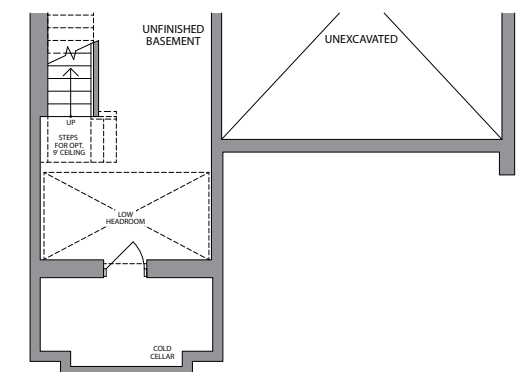 UNFINISHED
BASEMENT
UNEXCAVATED
UP
STEPS
FOR OPT.
9' CEILING
LOW
HEADROOM
COLD
CELLAR